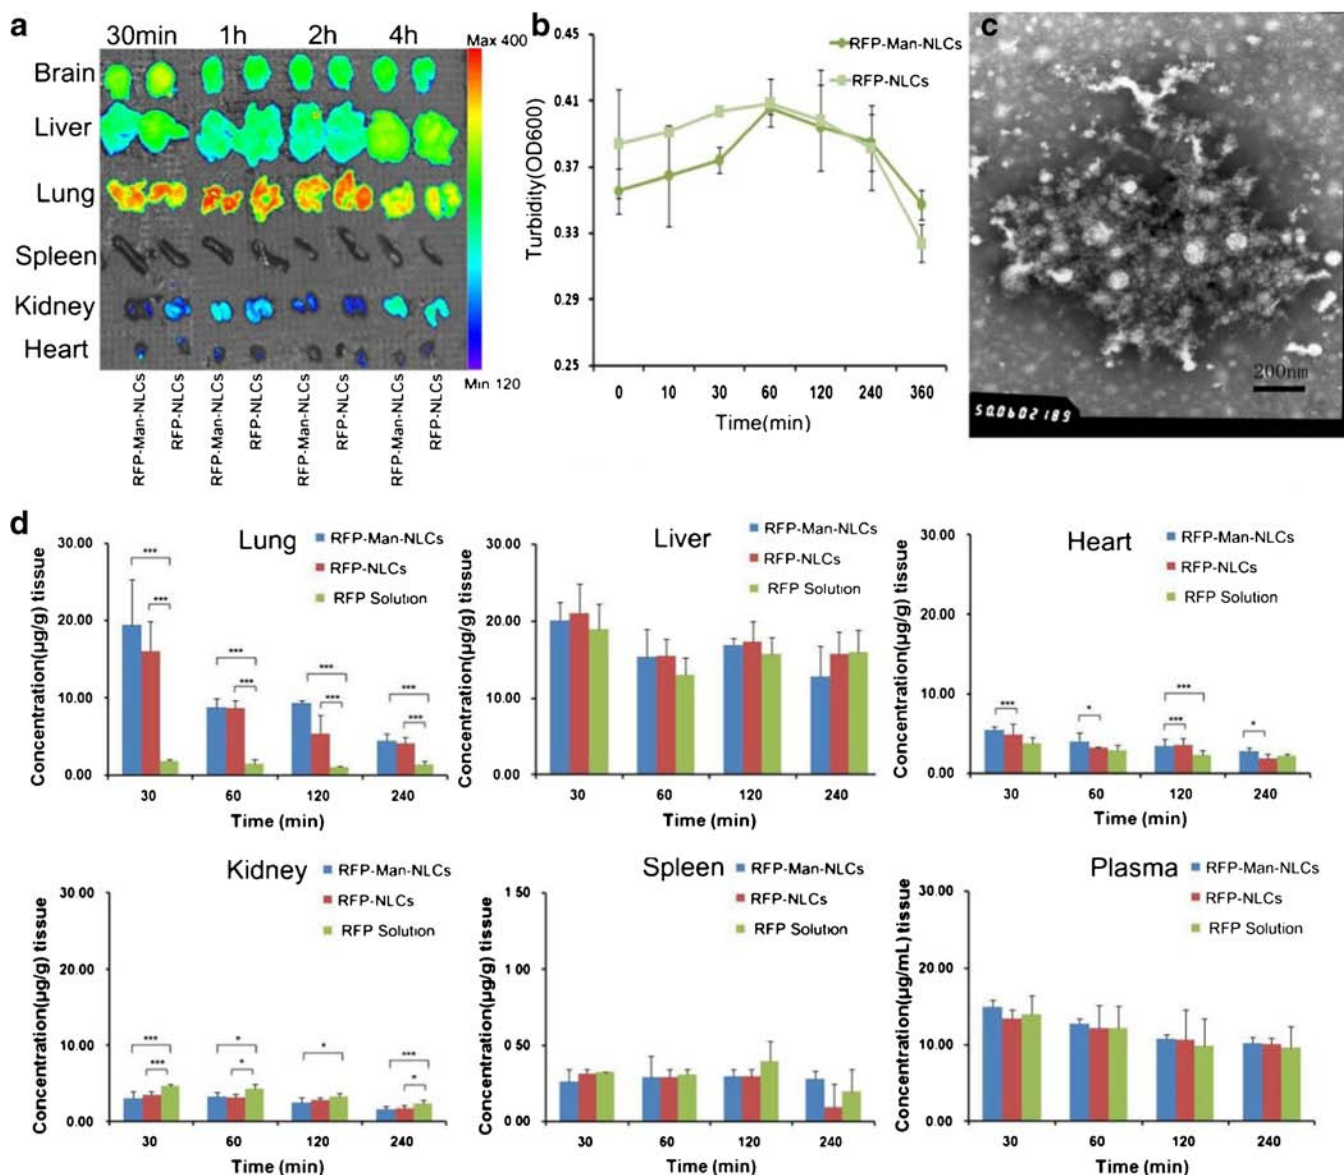 a
30min 1h 2h 4h
Max 400
Brain
Liver
Lung
Spleen
Kidney
Heart
Min 120
RFP-Man-NLCs
RFP-NLCs
RFP-Man-NLCs
RFP-NLCs
RFP-Man-NLCs
RFP-NLCs
RFP-Man-NLCs
RFP-NLCs
b
Turbidity(OD600)
0.45
0.41
0.37
0.33
0.29
0.25
RFP-Man-NLCs
RFP-NLCs
0 10 30 60 120 240 360
Time(min)
c
200nm
50.0602189
d
Lung
Concentration(µg/g) tissue
30.00
20.00
10.00
0.00
RFP-Man-NLCs
RFP-NLCs
RFP Solution
*** *** *** *** *** *** *** ***
30 60 120 240
Time (min)
Liver
Concentration(µg/g) tissue
30.00
20.00
10.00
0.00
RFP-Man-NLCs
RFP-NLCs
RFP Solution
30 60 120 240
Time (min)
Heart
Concentration(µg/g) tissue
30.00
20.00
10.00
0.00
RFP-Man-NLCs
RFP-NLCs
RFP Solution
*** * *** *** *
30 60 120 240
Time (min)
Kidney
Concentration(µg/g) tissue
30 00
20.00
10.00
0.00
RFP-Man-NLCs
RFP-NLCs
RFP Solution
*** *** * * * *** *
30 60 120 240
Time (min)
Spleen
Concentration(µg/g) tissue
1 50
1 00
0 50
0 00
RFP-Man-NLCs
RFP-NLCs
RFP Solution
30 60 120 240
Time (min)
Plasma
Concentration(µg/mL) tissue
30.00
20.00
10.00
0.00
RFP-Man-NLCs
RFP-NLCs
RFP Solution
30 60 120 240
Time (min)